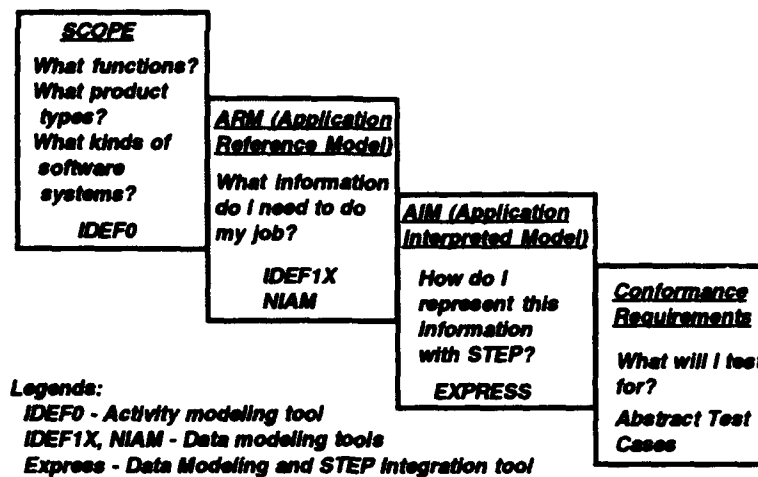 SCOPE
What functions?
What product
types?
What kinds of
software
systems?
IDEF0
ARM (Application
Reference Model)
What information
do I need to do
my job?
IDEF1X
NIAM
AIM (Application
Interpreted Model)
How do I
represent this
information
with STEP?
EXPRESS
Conformance
Requirements
What will I test
for?
Abstract Test
Cases
Legends:
IDEF0 - Activity modeling tool
IDEF1X, NIAM - Data modeling tools
Express - Data Modeling and STEP Integration tool